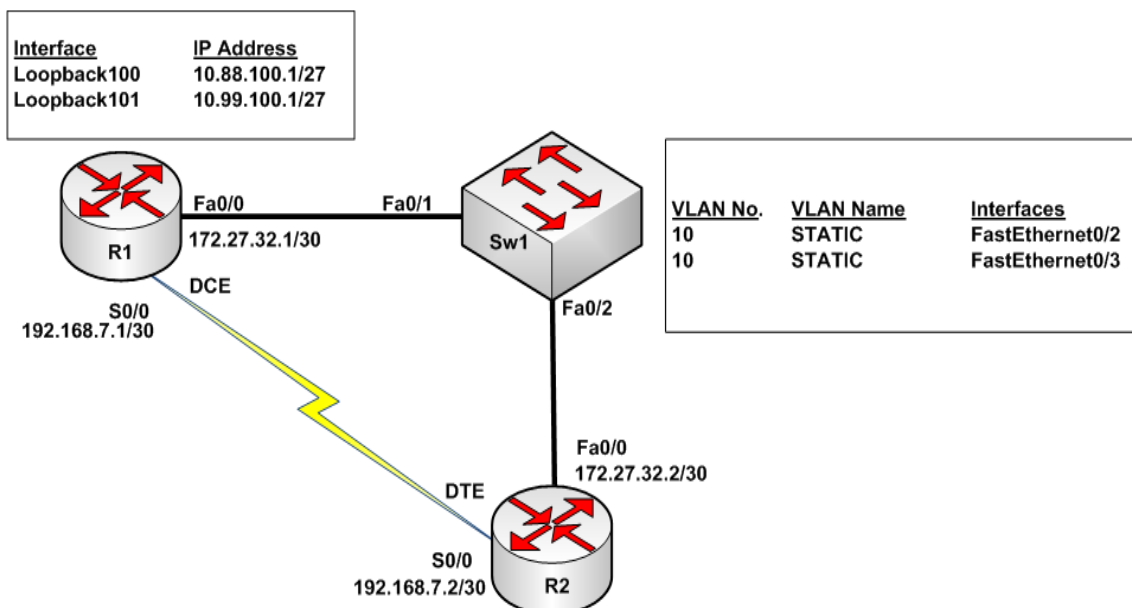 Interface IP Address
Loopback100 10.88.100.1/27
Loopback101 10.99.100.1/27
Fa0/0
Fa0/1
172.27.32.1/30
R1
Sw1
VLAN No. VLAN Name Interfaces
10 STATIC FastEthernet0/2
10 STATIC FastEthernet0/3
DCE
S0/0
192.168.7.1/30
Fa0/2
Fa0/0
172.27.32.2/30
DTE
S0/0
192.168.7.2/30
R2